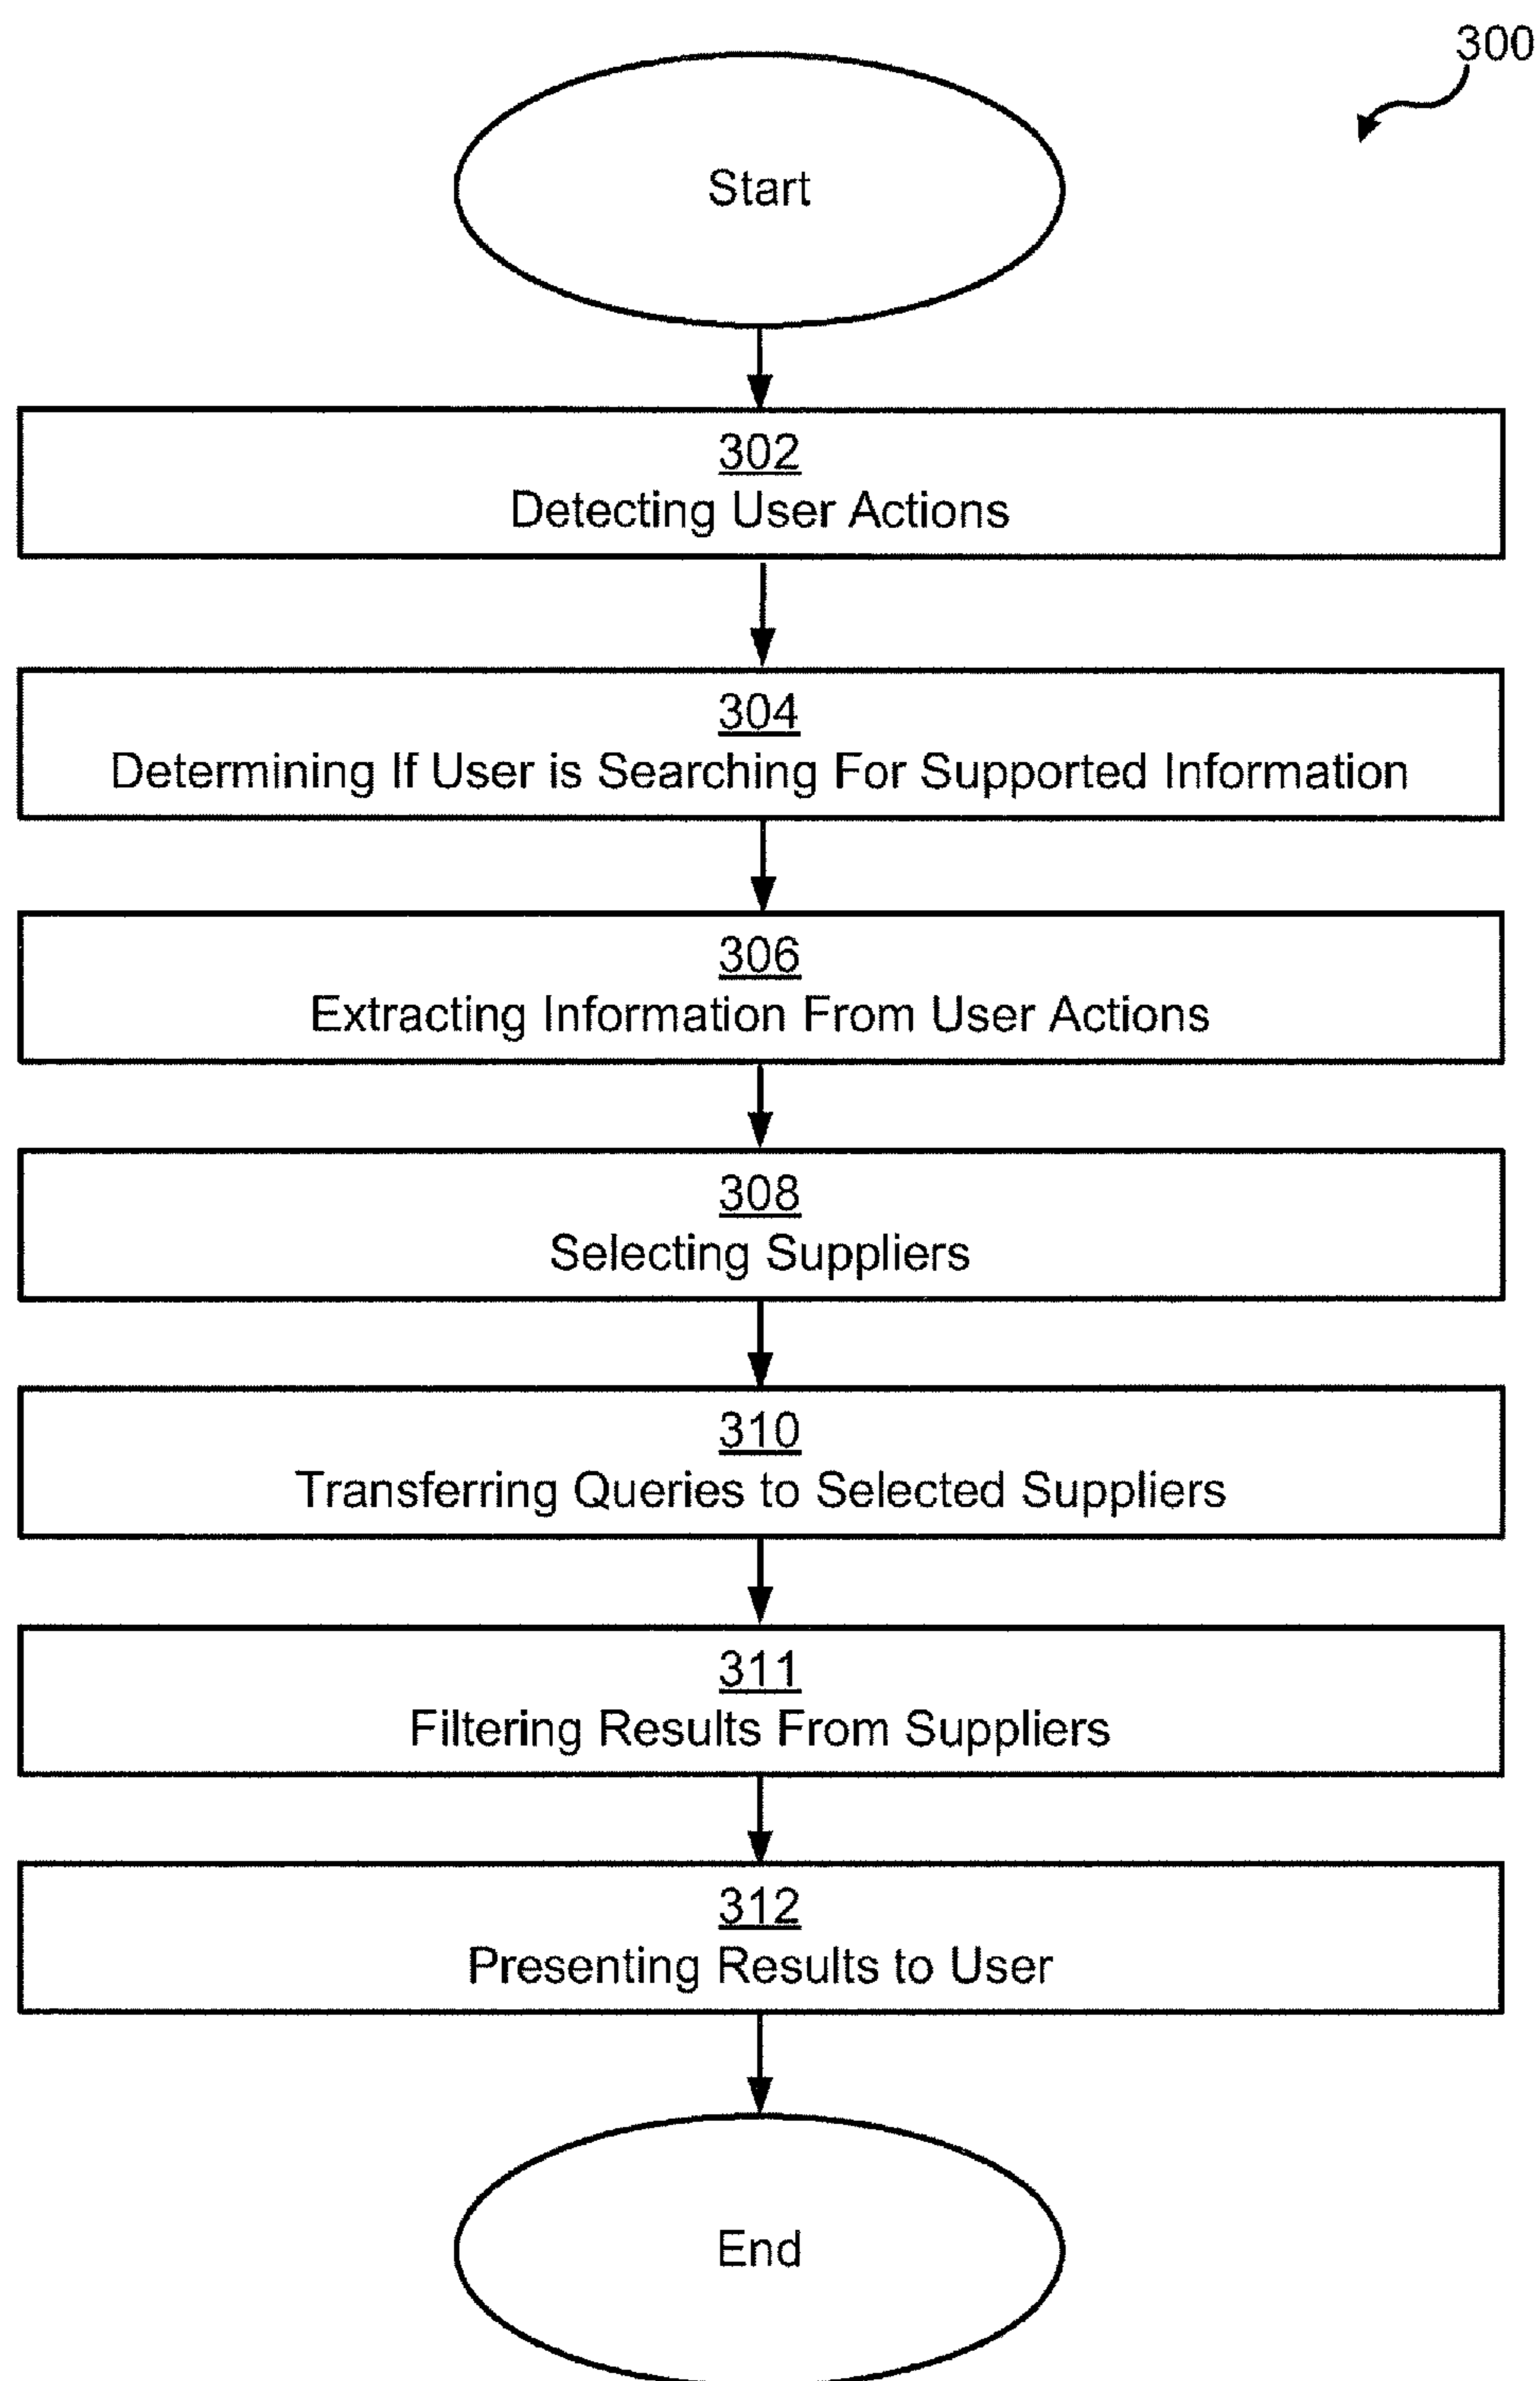 300
Start
302
Detecting User Actions
304
Determining If User is Searching For Supported Information
306
Extracting Information From User Actions
308
Selecting Suppliers
310
Transferring Queries to Selected Suppliers
311
Filtering Results From Suppliers
312
Presenting Results to User
End